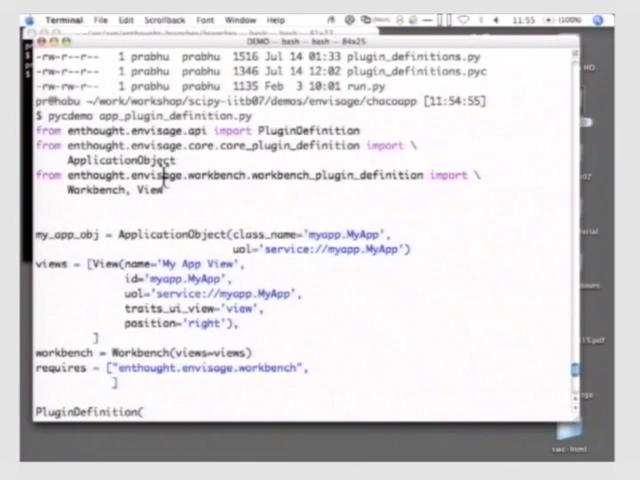 Terminal File Edit Scrollback Font Window Help 11:55 (100%)
DEMO — bash — bash — 84x25
-rw-r--r-- 1 prabhu prabhu 1516 Jul 14 01:33 plugin_definitions.py
-rw-r--r-- 1 prabhu prabhu 1346 Jul 14 12:02 plugin_definitions.pyc
-rw-r--r-- 1 prabhu prabhu 1135 Feb 3 10:01 run.py
pr@habu ~/work/workshop/scipy-iitb07/demos/envisage/chacoapp [11:54:55]
$ pycdemo app_plugin_definition.py
from enthought.envisage.api import PluginDefinition
from enthought.envisage.core.core_plugin_definition import \
ApplicationObject
from enthought.envisage.workbench.workbench_plugin_definition import \
Workbench, View
my_app_obj = ApplicationObject(class_name='myapp.MyApp',
uol='service://myapp.MyApp')
views = [View(name='My App View',
id='myapp.MyApp',
uol='service://myapp.MyApp',
traits_ui_view='view',
position='right'),
]
workbench = Workbench(views=views)
requires = ["enthought.envisage.workbench",
]
PluginDefinition(
HD